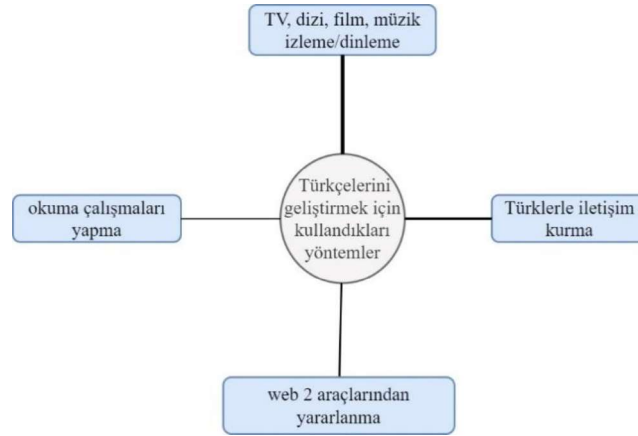 TV, dizi, film, müzik
izleme/dinleme
Türkçelerini
geliştirmek için
kullandıkları
yöntemler
okuma çalışmaları
yapma
Türklerle iletişim
kurma
web 2 araçlarından
yararlanma